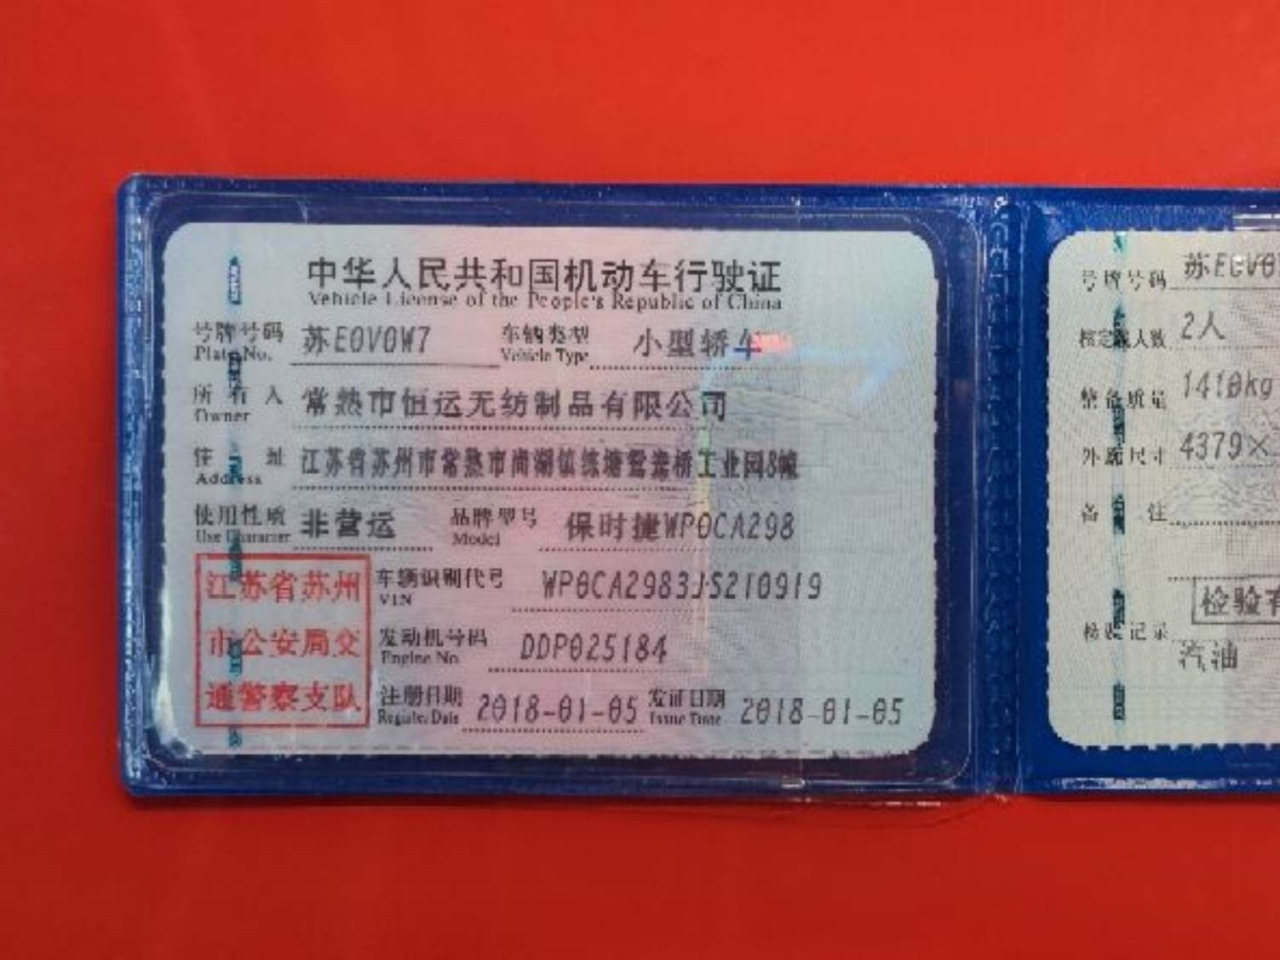 中华人民共和国机动车行驶证
Vehicle License of the People's Republic of China
号牌号码 苏E0V0W7 车辆类型 小型轿车
Plate No. Vehicle Type
所有人 常熟市恒运无纺制品有限公司
Owner
住址 江苏省苏州市常熟市尚湖镇练塘鸳鸯桥工业园8幢
Address
使用性质 非营运 品牌型号 保时捷WP0CA298
Use Character Model
江苏省苏州
市公安局交
通警察支队
车辆识别代号 WP0CA2983JS210919
VIN
发动机号码 DDP025184
Engine No.
注册日期 2018-01-05 发证日期 2018-01-05
Register Date Issue Date
号牌号码 苏E0V0
核定载人数 2人
整备质量 1410kg
外廓尺寸 4379×
备注
检验有
检验记录
汽油